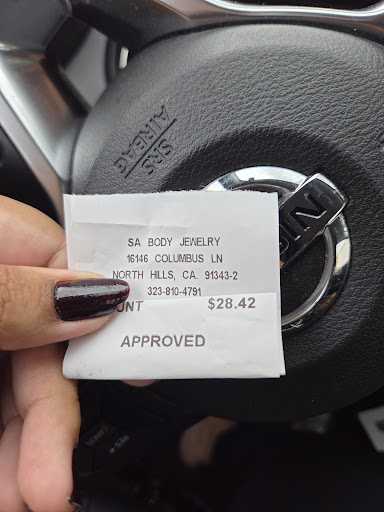 SRS
AIRBAG
SA BODY JEWELRY
16146 COLUMBUS LN
NORTH HILLS, CA. 91343-2
323-810-4791
UNT $28.42
APPROVED